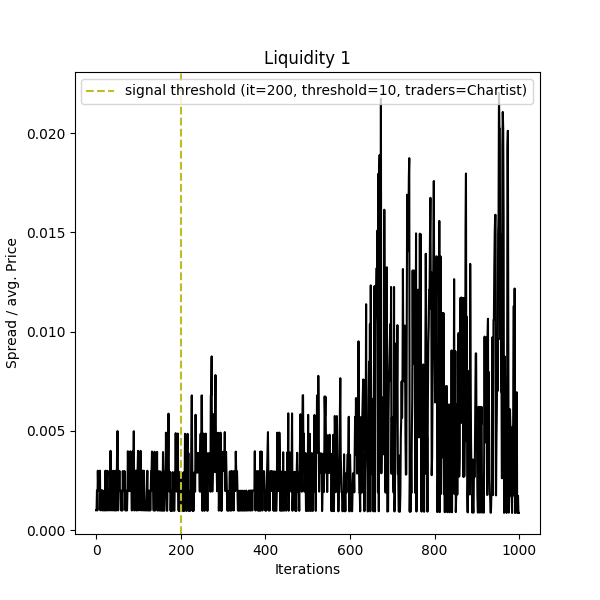 Liquidity 1
signal threshold (it=200, threshold=10, traders=Chartist)
Spread / avg. Price
0.020
0.015
0.010
0.005
0.000
0 200 400 600 800 1000
Iterations